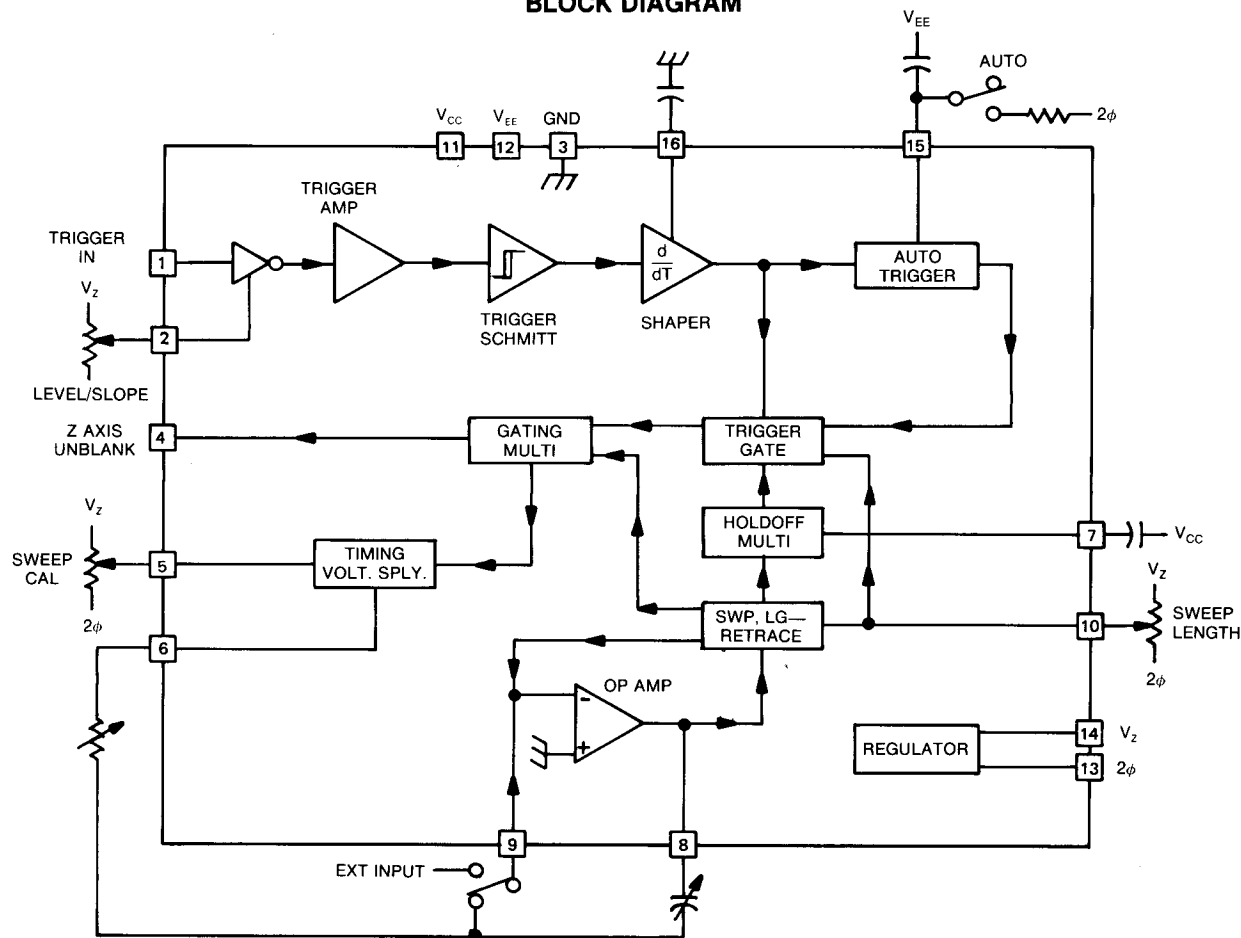 BLOCK DIAGRAM
V_EE
AUTO
2ϕ
V_CC
V_EE
GND
11
12
3
16
15
TRIGGER
AMP
TRIGGER
IN
1
d
dT
AUTO
TRIGGER
V_Z
2
TRIGGER
SCHMITT
SHAPER
LEVEL/SLOPE
Z AXIS
UNBLANK
4
GATING
MULTI
TRIGGER
GATE
V_Z
HOLDOFF
MULTI
7
V_CC
SWEEP
CAL
5
TIMING
VOLT. SPLY.
V_Z
2ϕ
SWP, LG—
RETRACE
10
SWEEP
LENGTH
6
2ϕ
OP AMP
-
+
REGULATOR
14
V_Z
13
2ϕ
9
8
EXT INPUT